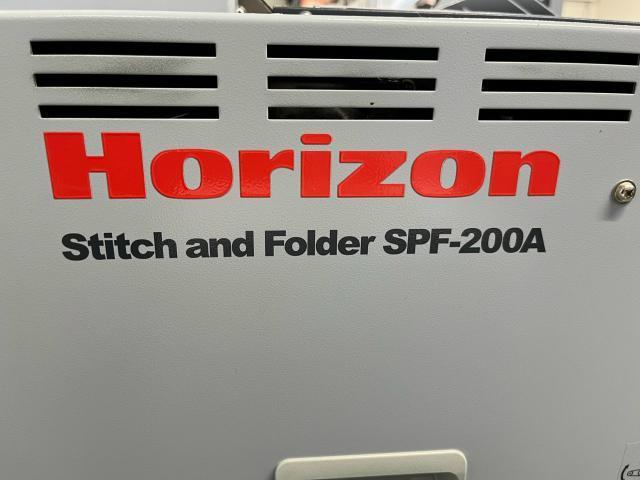 Horizon
Stitch and Folder SPF-200A